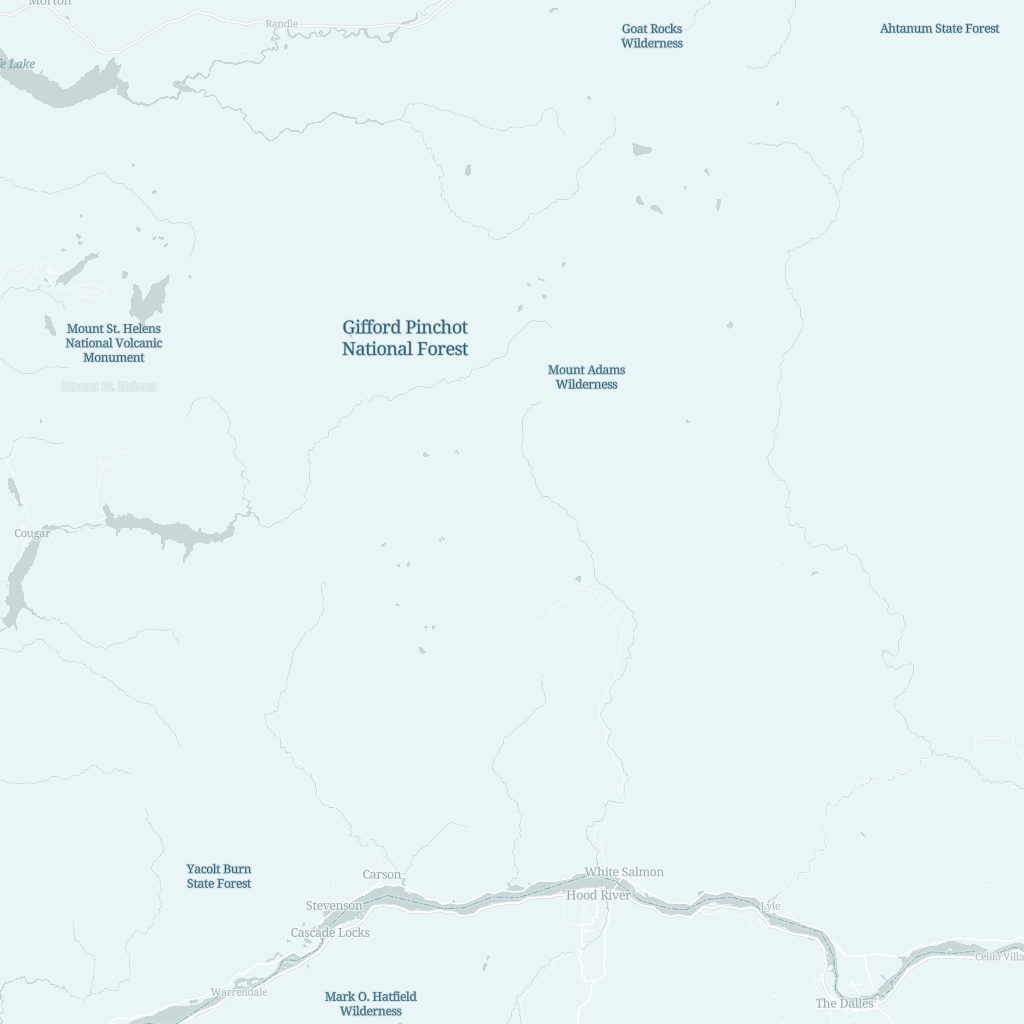 Morton
Randle
Goat Rocks
Wilderness
Ahtanum State Forest
e Lake
Gifford Pinchot
National Forest
Mount St. Helens
National Volcanic
Monument
Mount St. Helens
Mount Adams
Wilderness
Cougar
Yacolt Burn
State Forest
Carson
White Salmon
Hood River
Stevenson
Lyle
Cascade Locks
Celilo Villa
Warrendale
Mark O. Hatfield
Wilderness
The Dalles